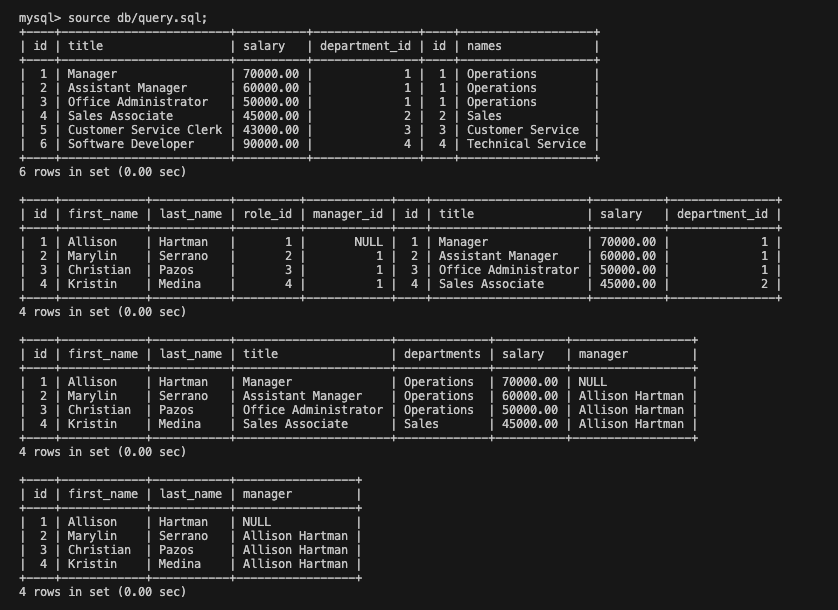 mysql> source db/query.sql;
+----+------------------------+----------+---------------+----+-------------------+
| id | title                  | salary   | department_id | id | names             |
+----+------------------------+----------+---------------+----+-------------------+
|  1 | Manager                | 70000.00 |             1 |  1 | Operations        |
|  2 | Assistant Manager      | 60000.00 |             1 |  1 | Operations        |
|  3 | Office Administrator   | 50000.00 |             1 |  1 | Operations        |
|  4 | Sales Associate        | 45000.00 |             2 |  2 | Sales             |
|  5 | Customer Service Clerk | 43000.00 |             3 |  3 | Customer Service  |
|  6 | Software Developer     | 90000.00 |             4 |  4 | Technical Service |
+----+------------------------+----------+---------------+----+-------------------+
6 rows in set (0.00 sec)

+----+------------+-----------+---------+------------+----+----------------------+----------+---------------+
| id | first_name | last_name | role_id | manager_id | id | title                | salary   | department_id |
+----+------------+-----------+---------+------------+----+----------------------+----------+---------------+
|  1 | Allison    | Hartman   |       1 |       NULL |  1 | Manager              | 70000.00 |             1 |
|  2 | Marylin    | Serrano   |       2 |          1 |  2 | Assistant Manager    | 60000.00 |             1 |
|  3 | Christian  | Pazos     |       3 |          1 |  3 | Office Administrator | 50000.00 |             1 |
|  4 | Kristin    | Medina    |       4 |          1 |  4 | Sales Associate      | 45000.00 |             2 |
+----+------------+-----------+---------+------------+----+----------------------+----------+---------------+
4 rows in set (0.00 sec)

+----+------------+-----------+----------------------+-------------+----------+-----------------+
| id | first_name | last_name | title                | departments | salary   | manager         |
+----+------------+-----------+----------------------+-------------+----------+-----------------+
|  1 | Allison    | Hartman   | Manager              | Operations  | 70000.00 | NULL            |
|  2 | Marylin    | Serrano   | Assistant Manager    | Operations  | 60000.00 | Allison Hartman |
|  3 | Christian  | Pazos     | Office Administrator | Operations  | 50000.00 | Allison Hartman |
|  4 | Kristin    | Medina    | Sales Associate      | Sales       | 45000.00 | Allison Hartman |
+----+------------+-----------+----------------------+-------------+----------+-----------------+
4 rows in set (0.00 sec)

+----+------------+-----------+-----------------+
| id | first_name | last_name | manager         |
+----+------------+-----------+-----------------+
|  1 | Allison    | Hartman   | NULL            |
|  2 | Marylin    | Serrano   | Allison Hartman |
|  3 | Christian  | Pazos     | Allison Hartman |
|  4 | Kristin    | Medina    | Allison Hartman |
+----+------------+-----------+-----------------+
4 rows in set (0.00 sec)